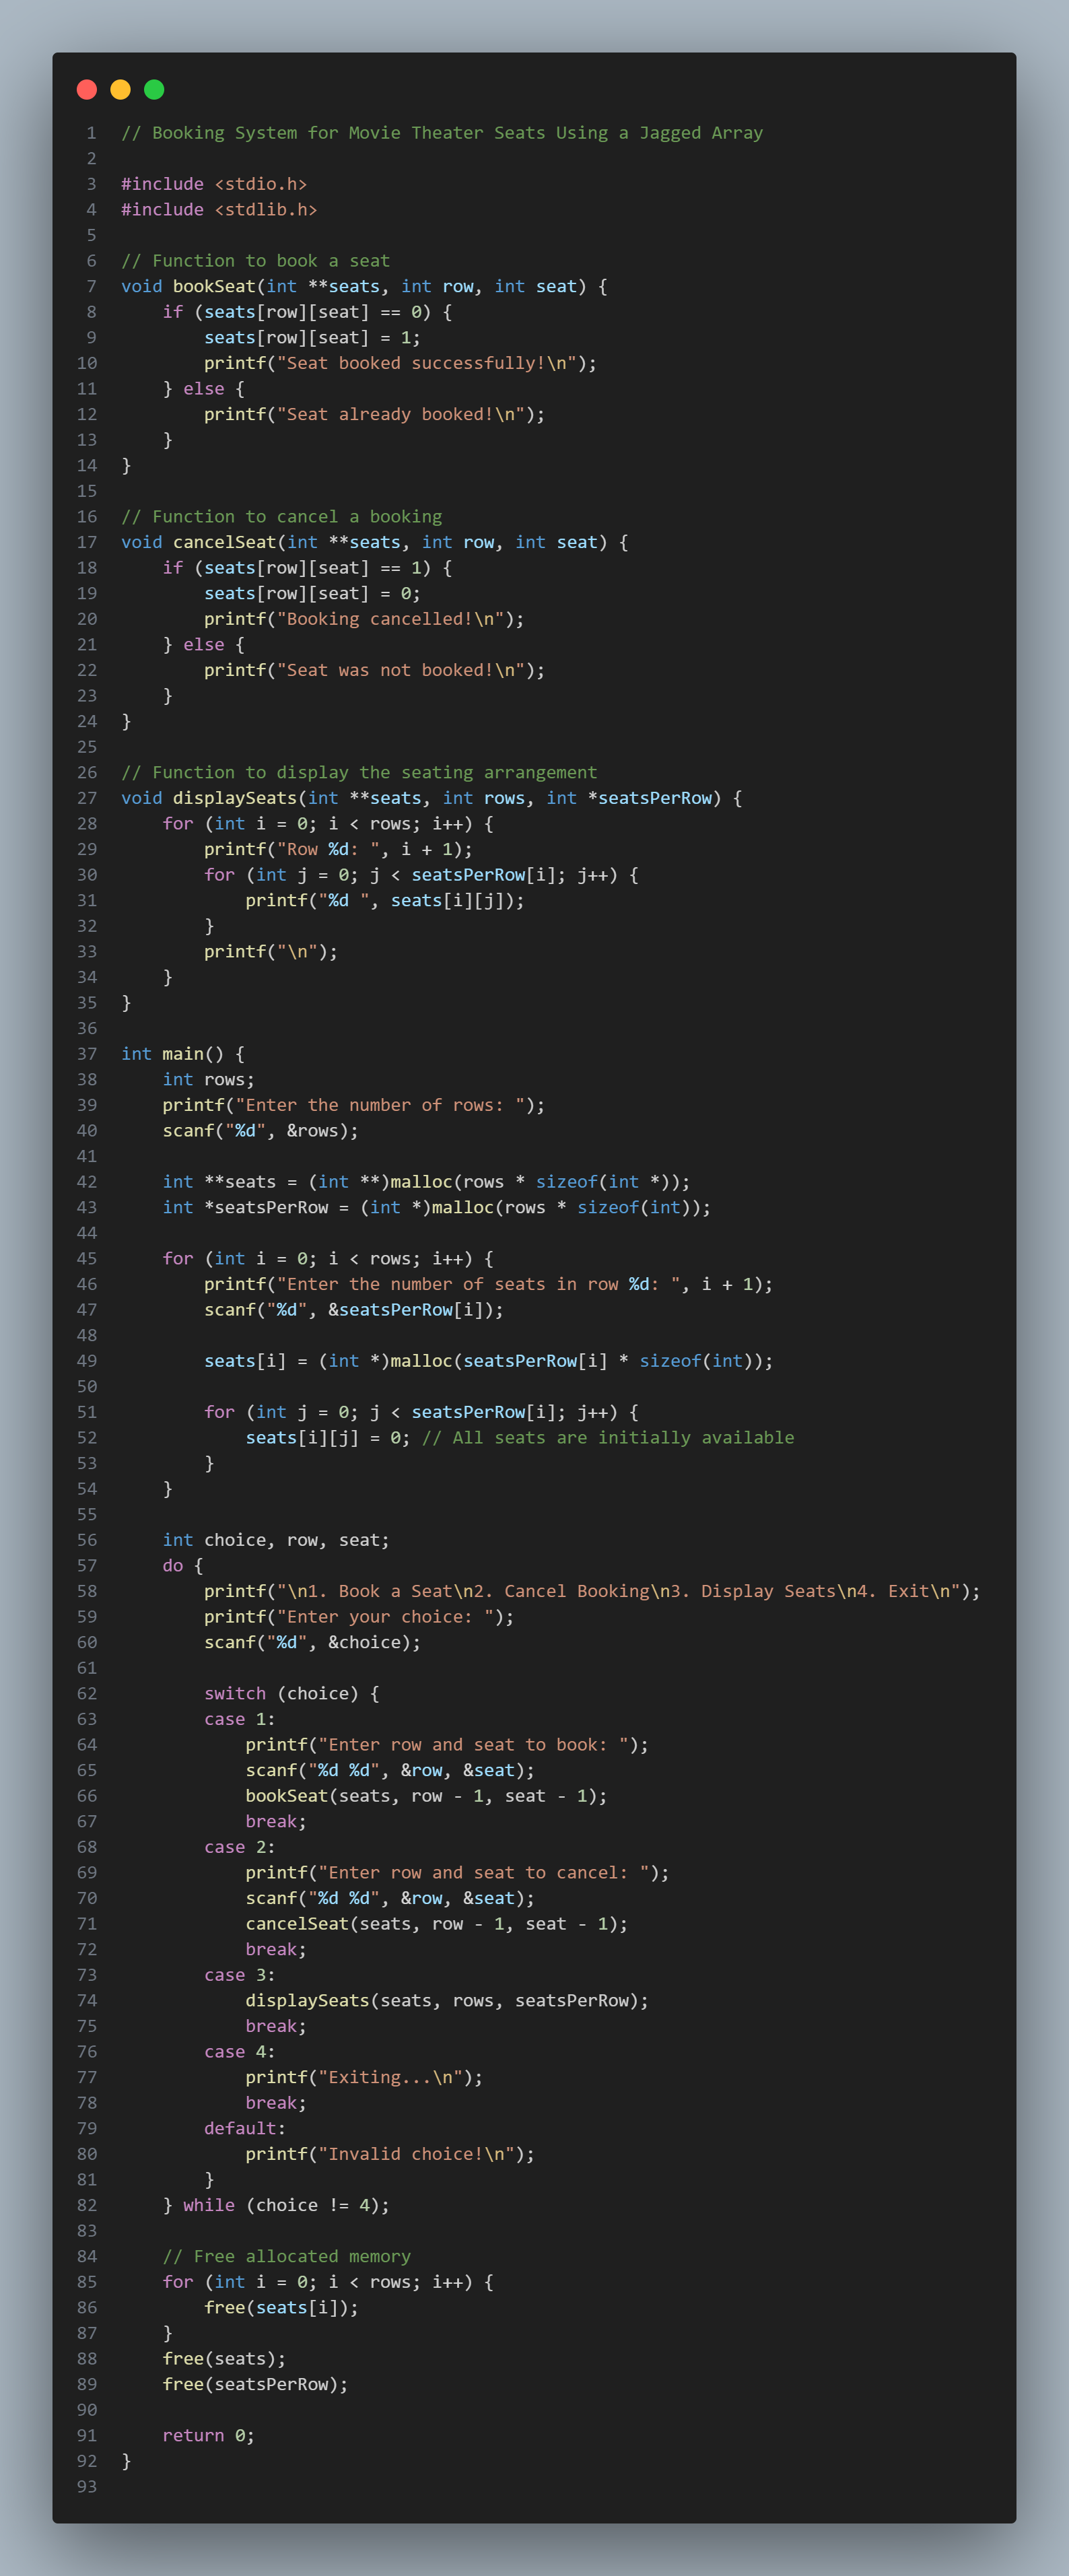 1 // Booking System for Movie Theater Seats Using a Jagged Array
2
3 #include <stdio.h>
4 #include <stdlib.h>
5
6 // Function to book a seat
7 void bookSeat(int **seats, int row, int seat) {
8     if (seats[row][seat] == 0) {
9         seats[row][seat] = 1;
10         printf("Seat booked successfully!\n");
11     } else {
12         printf("Seat already booked!\n");
13     }
14 }
15
16 // Function to cancel a booking
17 void cancelSeat(int **seats, int row, int seat) {
18     if (seats[row][seat] == 1) {
19         seats[row][seat] = 0;
20         printf("Booking cancelled!\n");
21     } else {
22         printf("Seat was not booked!\n");
23     }
24 }
25
26 // Function to display the seating arrangement
27 void displaySeats(int **seats, int rows, int *seatsPerRow) {
28     for (int i = 0; i < rows; i++) {
29         printf("Row %d: ", i + 1);
30         for (int j = 0; j < seatsPerRow[i]; j++) {
31             printf("%d ", seats[i][j]);
32         }
33         printf("\n");
34     }
35 }
36
37 int main() {
38     int rows;
39     printf("Enter the number of rows: ");
40     scanf("%d", &rows);
41
42     int **seats = (int **)malloc(rows * sizeof(int *));
43     int *seatsPerRow = (int *)malloc(rows * sizeof(int));
44
45     for (int i = 0; i < rows; i++) {
46         printf("Enter the number of seats in row %d: ", i + 1);
47         scanf("%d", &seatsPerRow[i]);
48
49         seats[i] = (int *)malloc(seatsPerRow[i] * sizeof(int));
50
51         for (int j = 0; j < seatsPerRow[i]; j++) {
52             seats[i][j] = 0; // All seats are initially available
53         }
54     }
55
56     int choice, row, seat;
57     do {
58         printf("\n1. Book a Seat\n2. Cancel Booking\n3. Display Seats\n4. Exit\n");
59         printf("Enter your choice: ");
60         scanf("%d", &choice);
61
62         switch (choice) {
63         case 1:
64             printf("Enter row and seat to book: ");
65             scanf("%d %d", &row, &seat);
66             bookSeat(seats, row - 1, seat - 1);
67             break;
68         case 2:
69             printf("Enter row and seat to cancel: ");
70             scanf("%d %d", &row, &seat);
71             cancelSeat(seats, row - 1, seat - 1);
72             break;
73         case 3:
74             displaySeats(seats, rows, seatsPerRow);
75             break;
76         case 4:
77             printf("Exiting...\n");
78             break;
79         default:
80             printf("Invalid choice!\n");
81         }
82     } while (choice != 4);
83
84     // Free allocated memory
85     for (int i = 0; i < rows; i++) {
86         free(seats[i]);
87     }
88     free(seats);
89     free(seatsPerRow);
90
91     return 0;
92 }
93